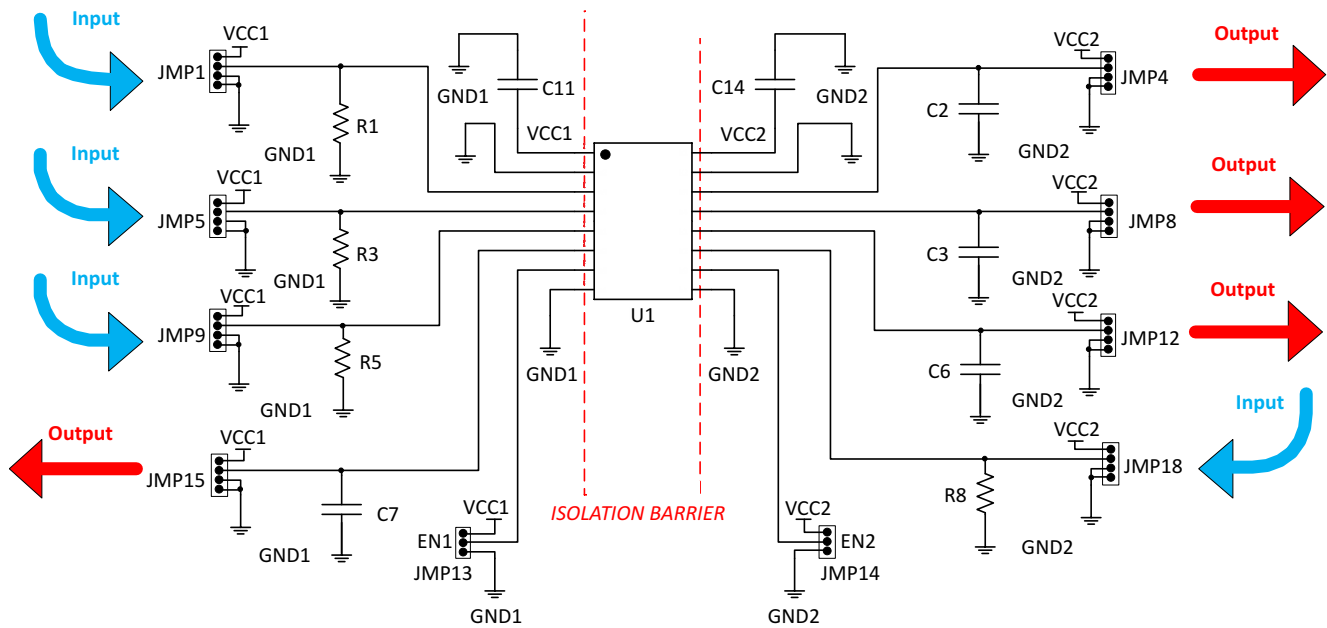 Input
VCC1
JMP1
R1
GND1
GND1
C11
VCC1
C14
GND2
VCC2
VCC2
JMP4
Output
C2
GND2
Input
VCC1
JMP5
R3
GND1
VCC2
JMP8
Output
C3
GND2
Input
VCC1
JMP9
R5
GND1
U1
GND1
GND2
VCC2
JMP12
Output
C6
GND2
Input
Output
VCC1
JMP15
C7
GND1
VCC2
JMP18
R8
GND2
ISOLATION BARRIER
VCC1
EN1
JMP13
GND1
VCC2
EN2
JMP14
GND2